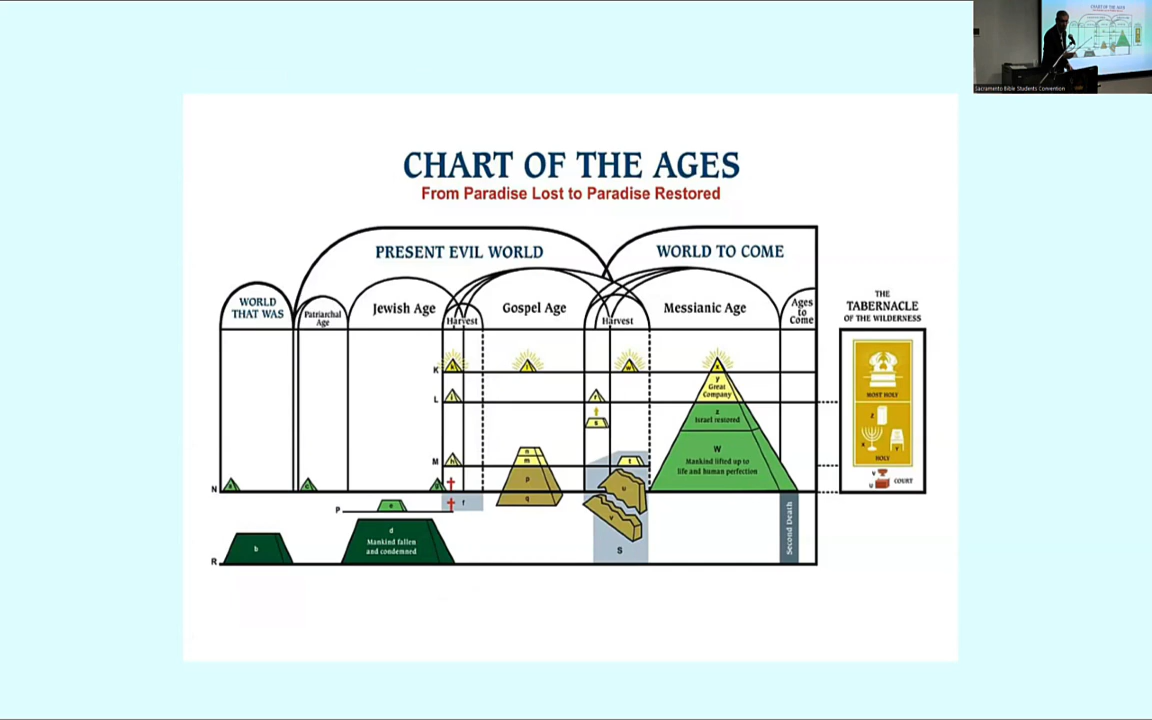 Sacramento Bible Students Convention
CHART OF THE AGES
From Paradise Lost to Paradise Restored
PRESENT EVIL WORLD
WORLD TO COME
WORLD
THAT WAS
Patriarchal
Age
Jewish Age
Harvest
Gospel Age
Harvest
Messianic Age
Ages
to
Come
THE
TABERNACLE
OF THE WILDERNESS
K
k
l
w
x
y
Great
Company
L
i
r
s
z
Israel restored
W
Mankind lifted up to
life and human perfection
M
h
n
m
t
p
q
u
v
S
N
a
c
g
f
P
e
d
Mankind fallen
and condemned
R
b
Second Death
MOST HOLY
Z
X
Y
HOLY
V
U
COURT